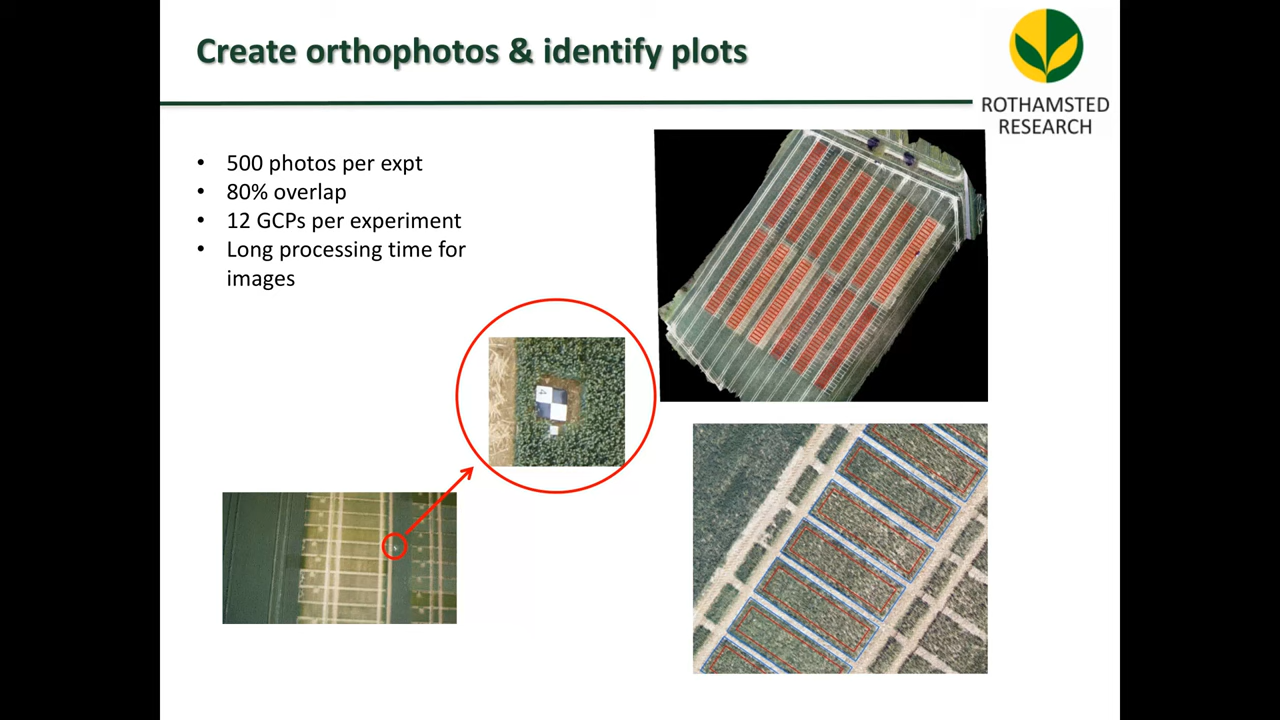 Create orthophotos & identify plots
ROTHAMSTED
RESEARCH
• 500 photos per expt
• 80% overlap
• 12 GCPs per experiment
• Long processing time for
images